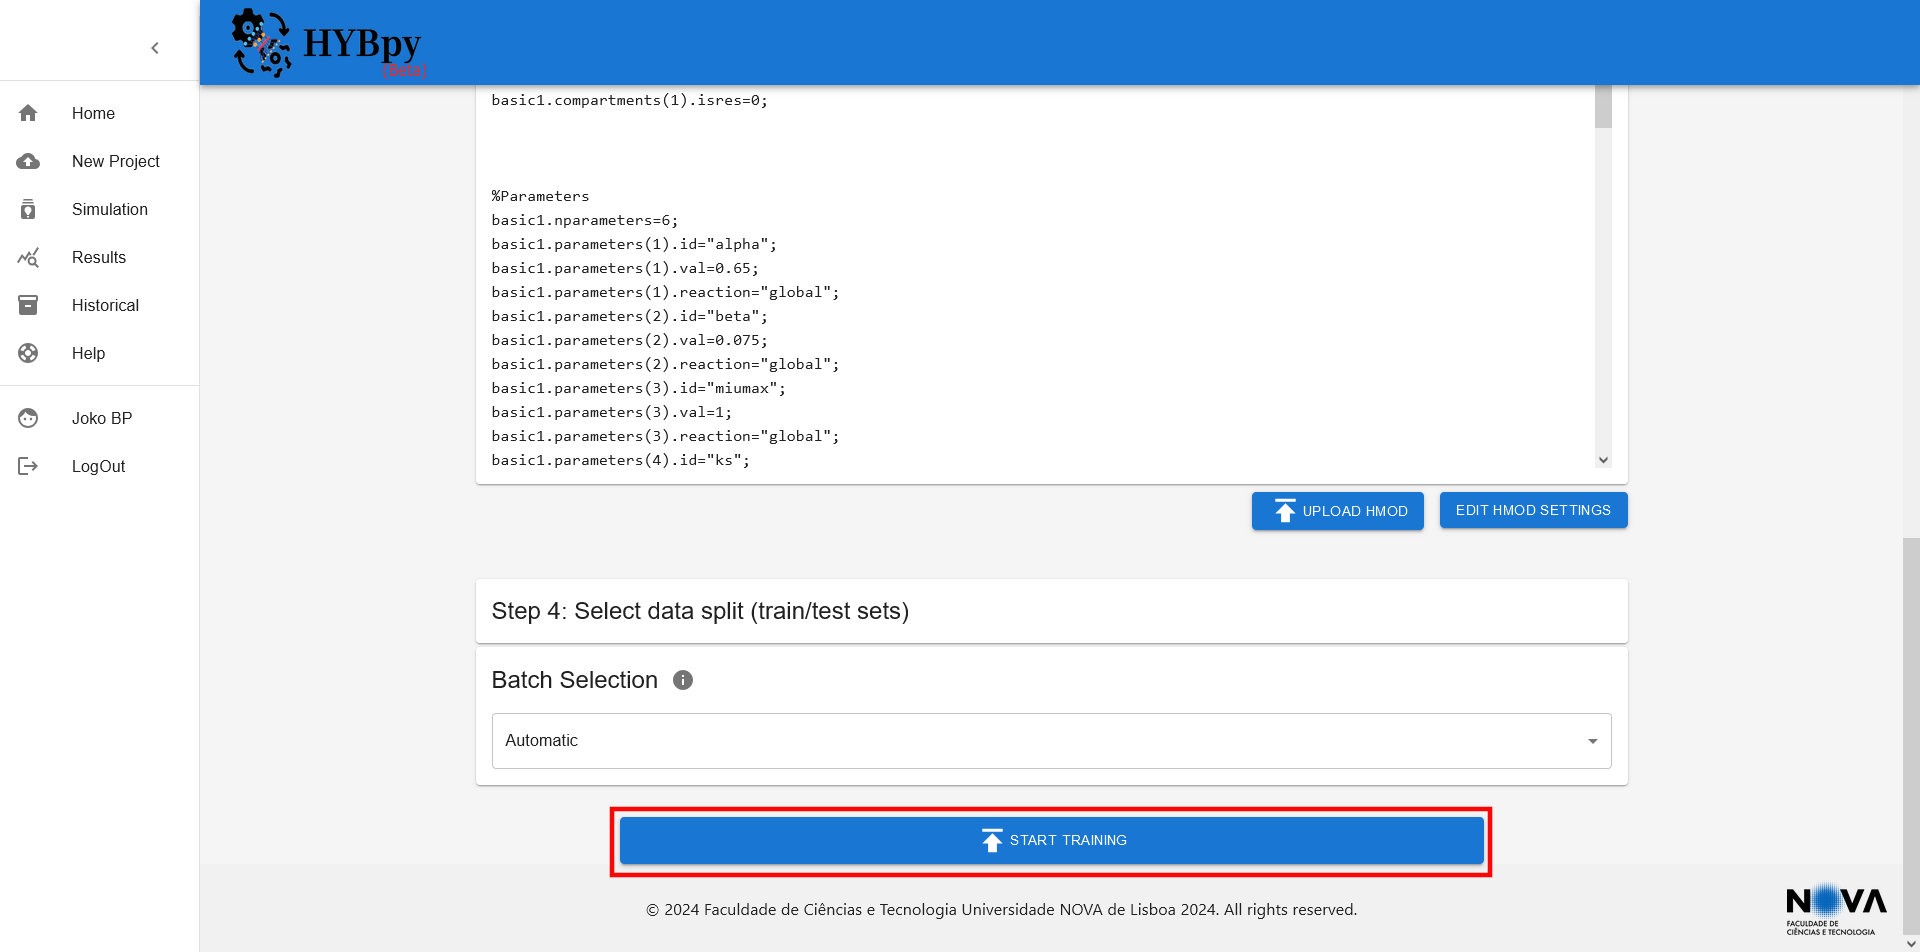 HYBpy
(Beta)
Home
New Project
Simulation
Results
Historical
Help
Joko BP
LogOut
basic1.compartments(1).isres=0;
%Parameters
basic1.nparameters=6;
basic1.parameters(1).id="alpha";
basic1.parameters(1).val=0.65;
basic1.parameters(1).reaction="global";
basic1.parameters(2).id="beta";
basic1.parameters(2).val=0.075;
basic1.parameters(2).reaction="global";
basic1.parameters(3).id="miumax";
basic1.parameters(3).val=1;
basic1.parameters(3).reaction="global";
basic1.parameters(4).id="ks";
UPLOAD HMOD
EDIT HMOD SETTINGS
Step 4: Select data split (train/test sets)
Batch Selection
Automatic
START TRAINING
© 2024 Faculdade de Ciências e Tecnologia Universidade NOVA de Lisboa 2024. All rights reserved.
NOVA
FACULDADE DE
CIÊNCIAS E TECNOLOGIA